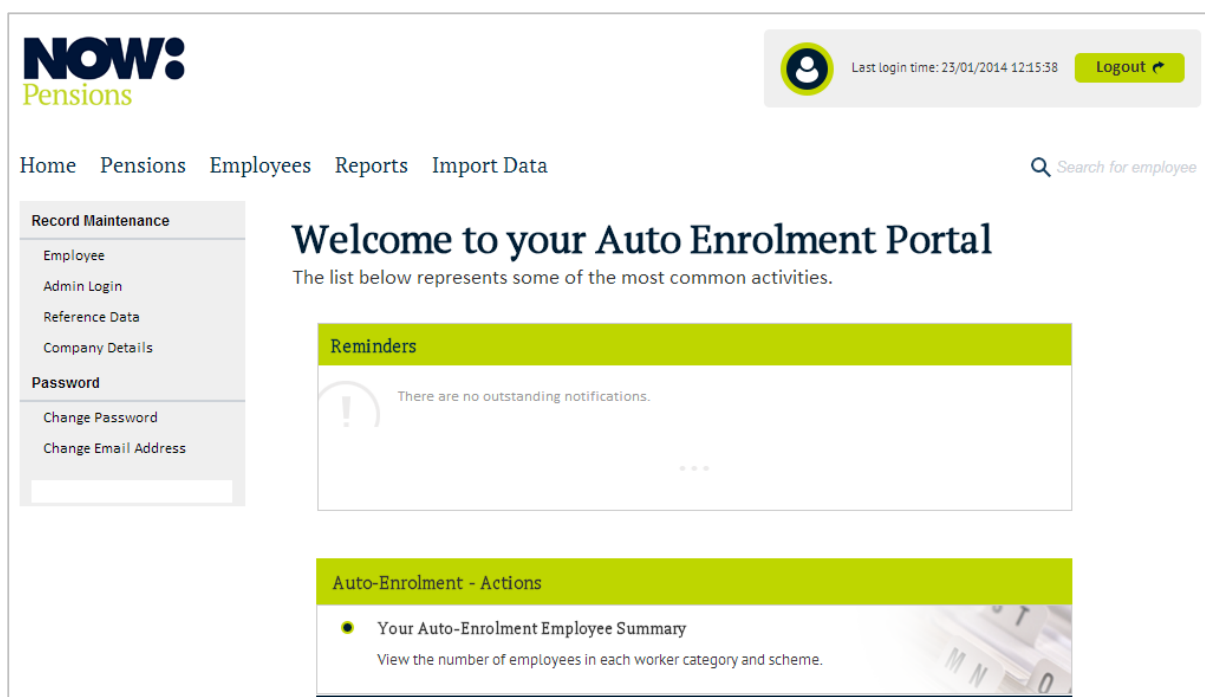 NOW:
Pensions
Last login time: 23/01/2014 12:15:38
Logout
Home Pensions Employees Reports Import Data
Search for employee
Record Maintenance
Employee
Admin Login
Reference Data
Company Details
Password
Change Password
Change Email Address
Welcome to your Auto Enrolment Portal
The list below represents some of the most common activities.
Reminders
!
There are no outstanding notifications.
...
Auto-Enrolment - Actions
Your Auto-Enrolment Employee Summary
View the number of employees in each worker category and scheme.
S T
M N O